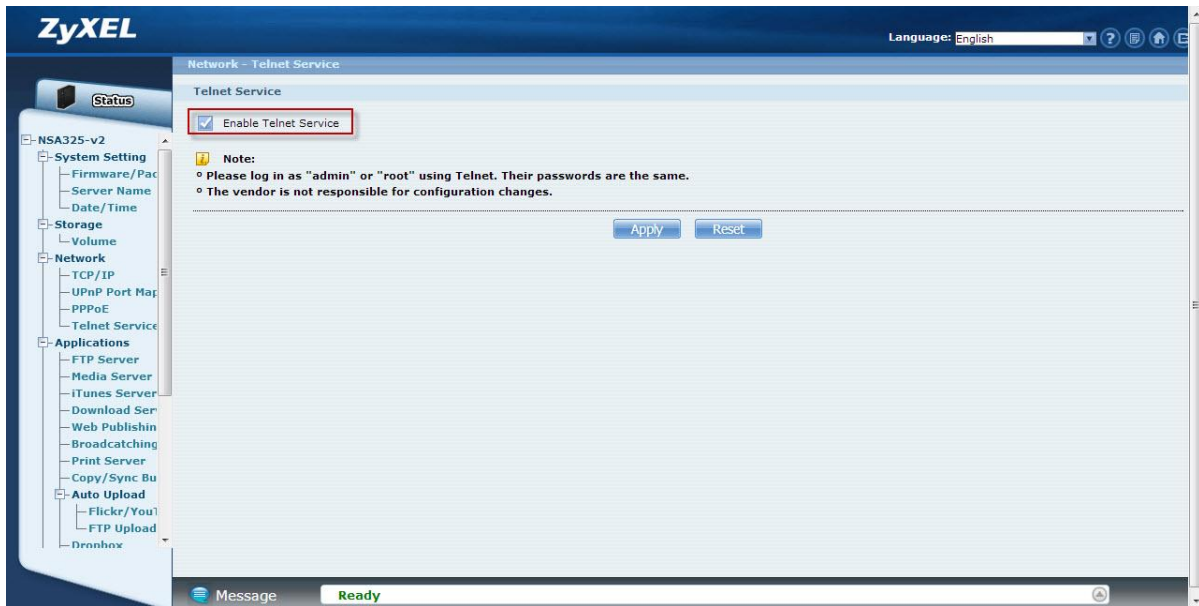 ZyXEL
Language: English
Network - Telnet Service
Status
Telnet Service
Enable Telnet Service
Note:
° Please log in as "admin" or "root" using Telnet. Their passwords are the same.
° The vendor is not responsible for configuration changes.
Apply Reset
NSA325-v2
System Setting
Firmware/Pac
Server Name
Date/Time
Storage
Volume
Network
TCP/IP
UPnP Port Map
PPPoE
Telnet Service
Applications
FTP Server
Media Server
iTunes Server
Download Ser
Web Publishin
Broadcatching
Print Server
Copy/Sync Bu
Auto Upload
Flickr/YouT
FTP Upload
Dropbox
Message Ready